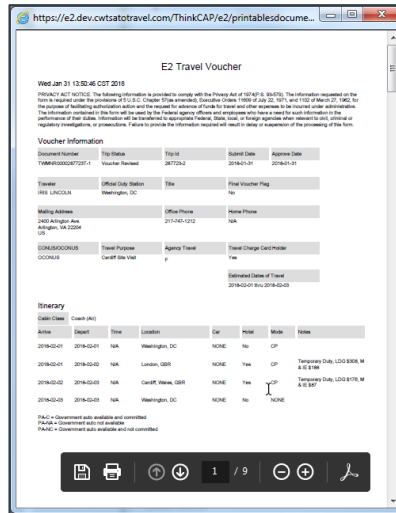 https://e2.dev.cwtsatotravel.com/ThinkCAP/e2/printablesdocume...
E2 Travel Voucher
Wed Jan 31 13:50:46 CST 2018
PRIVACY ACT NOTICE. The following information is provided to comply with the Privacy Act of 1974(P.S. 93-579). The information requested on the
form is required under the provisions of 5 U.S.C. Chapter 57(as amended), Executive Orders 11609 of July 22, 1971, and 1102 of March 27, 1962, for
the purpose of facilitating authorization action and the request for advance of funds for travel and other expenses to be incurred under administrative.
The information contained in this form will be used by the Federal agency officers and employees who have a need for such information in the
performance of their duties. Information will be transferred to appropriate Federal, State, local, or foreign agencies when relevant to civil, criminal or
regulatory investigations, or prosecutions. Failure to provide the information required will result in delay or suspension of the processing of this form.
Voucher Information
Document Number Trip Status Trip Id Submit Date Approve Date
Voucher Revised 287723-2 2018-01-31 2018-01-31
Traveler Official Duty Station Title Final Voucher Flag
IRIS LINCOLN Washington, DC No
Mailing Address Office Phone Home Phone
2400 Arlington Ave. 217-747-1212 N/A
Arlington, VA 22204
US
CONUS/OCONUS Travel Purpose Agency Travel Travel Charge Card Holder
OCONUS Cardiff Site Visit F Yes
Estimated Dates of Travel
2018-02-01 thru 2018-02-03
Itinerary
Cabin Class Coach (Air)
Arrive Depart Time Location Car Hotel Mode Notes
2018-02-01 2018-02-01 N/A Washington, DC NONE No CP
2018-02-01 2018-02-02 N/A London, GBR NONE Yes CP Temporary Duty, LDG $308, M
& IE $166
2018-02-02 2018-02-03 N/A Cardiff, Wales, GBR NONE Yes CP Temporary Duty, LDG $176, M
& IE $87
2018-02-03 2018-02-03 N/A Washington, DC NONE No NONE
PA-C = Government auto available and committed
PA-NA = Government auto not available
PA-NC = Government auto available and not committed
1 / 9